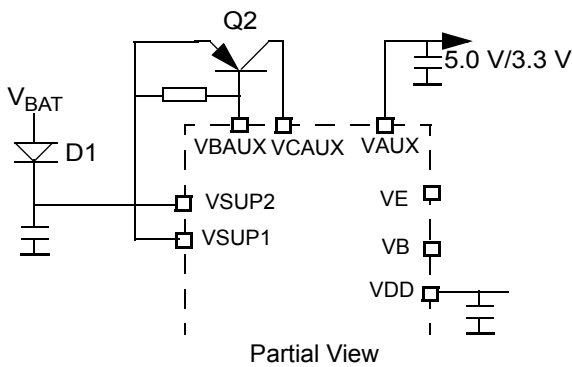 Q2
5.0 V/3.3 V
VBAT
D1
VBAUX VCAUX VAUX
VSUP2
VE
VSUP1
VB
VDD
Partial View